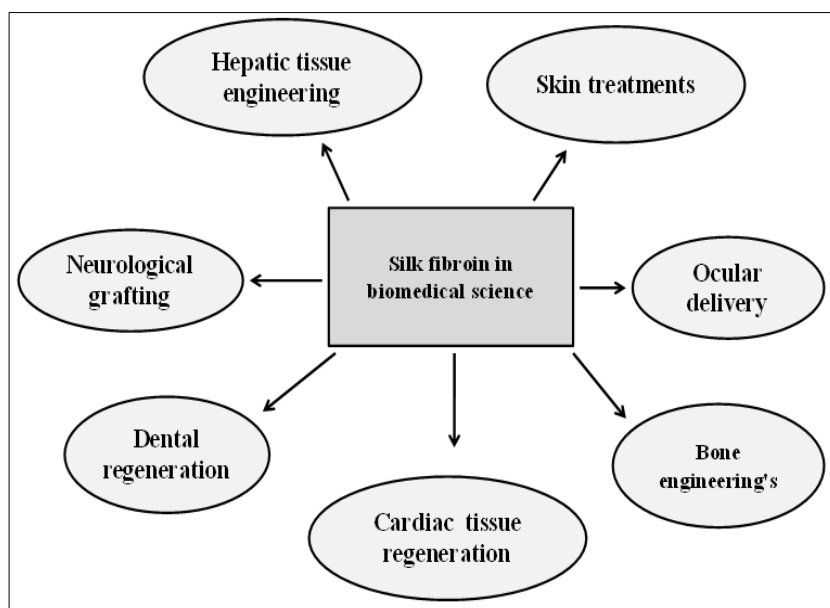 Hepatic tissue
engineering
Skin treatments
Neurological
grafting
Silk fibroin in
biomedical science
Ocular
delivery
Dental
regeneration
Bone
engineering's
Cardiac tissue
regeneration